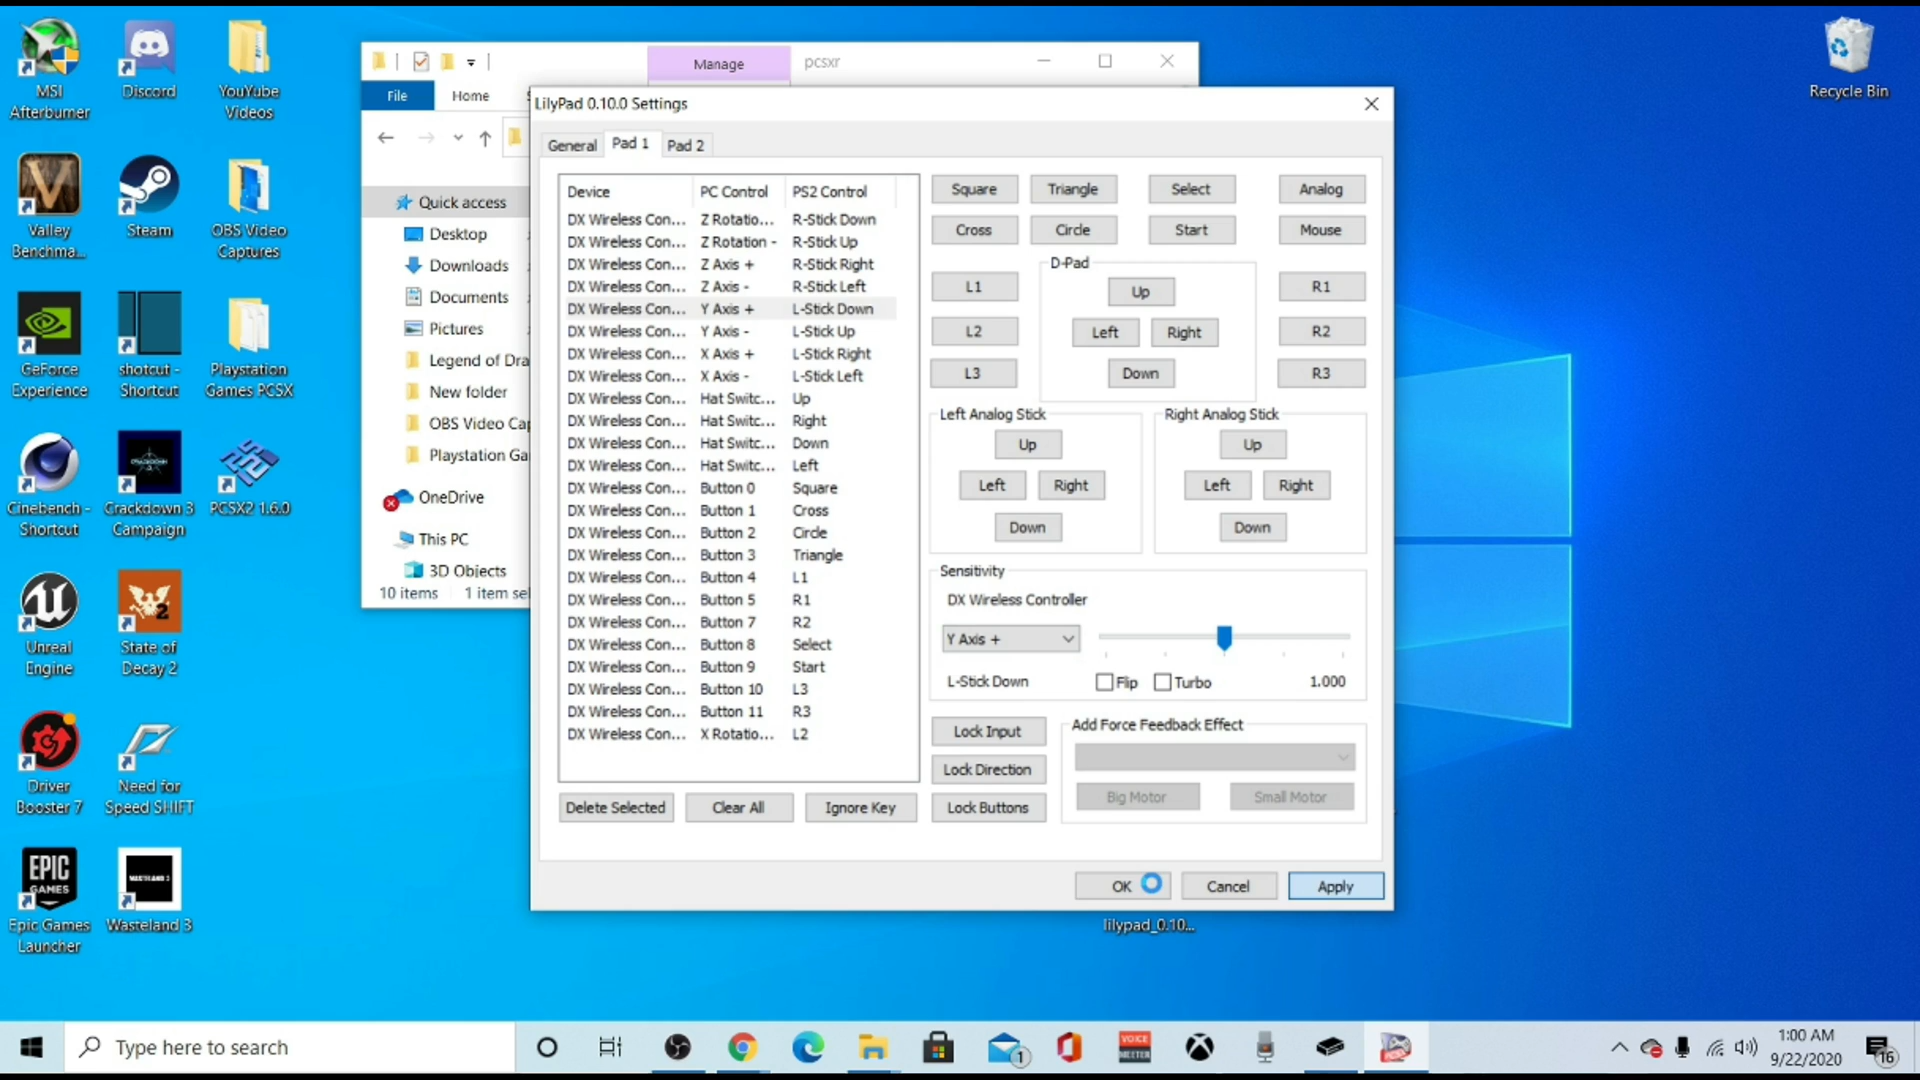 MSI
Afterburner
Discord
YouYube
Videos
Valley
Benchma...
Steam
OBS Video
Captures
GeForce
Experience
shotcut -
Shortcut
Playstation
Games PCSX
Cinebench -
Shortcut
Crackdown 3
Campaign
PCSX2 1.6.0
Unreal
Engine
State of
Decay 2
Driver
Booster 7
Need for
Speed SHIFT
EPIC
GAMES
Epic Games
Launcher
WASTELAND 3
Wasteland 3
Recycle Bin
Manage
pcsxr
File
Home
Quick access
Desktop
Downloads
Documents
Pictures
Legend of Dra
New folder
OBS Video Cap
Playstation Ga
OneDrive
This PC
3D Objects
10 items
1 item sel
LilyPad 0.10.0 Settings
General
Pad 1
Pad 2
Device PC Control PS2 Control
DX Wireless Con... Z Rotatio... R-Stick Down
DX Wireless Con... Z Rotation - R-Stick Up
DX Wireless Con... Z Axis + R-Stick Right
DX Wireless Con... Z Axis - R-Stick Left
DX Wireless Con... Y Axis + L-Stick Down
DX Wireless Con... Y Axis - L-Stick Up
DX Wireless Con... X Axis + L-Stick Right
DX Wireless Con... X Axis - L-Stick Left
DX Wireless Con... Hat Switc... Up
DX Wireless Con... Hat Switc... Right
DX Wireless Con... Hat Switc... Down
DX Wireless Con... Hat Switc... Left
DX Wireless Con... Button 0 Square
DX Wireless Con... Button 1 Cross
DX Wireless Con... Button 2 Circle
DX Wireless Con... Button 3 Triangle
DX Wireless Con... Button 4 L1
DX Wireless Con... Button 5 R1
DX Wireless Con... Button 7 R2
DX Wireless Con... Button 8 Select
DX Wireless Con... Button 9 Start
DX Wireless Con... Button 10 L3
DX Wireless Con... Button 11 R3
DX Wireless Con... X Rotatio... L2
Delete Selected
Clear All
Ignore Key
Square
Triangle
Select
Analog
Cross
Circle
Start
Mouse
D-Pad
L1
Up
R1
L2
Left
Right
R2
L3
Down
R3
Left Analog Stick
Up
Left
Right
Down
Right Analog Stick
Up
Left
Right
Down
Sensitivity
DX Wireless Controller
Y Axis +
L-Stick Down
Flip
Turbo
1.000
Lock Input
Lock Direction
Lock Buttons
Add Force Feedback Effect
Big Motor
Small Motor
OK
Cancel
Apply
lilypad_0.10...
Type here to search
1
VOICE
MEETER
1:00 AM
9/22/2020
16